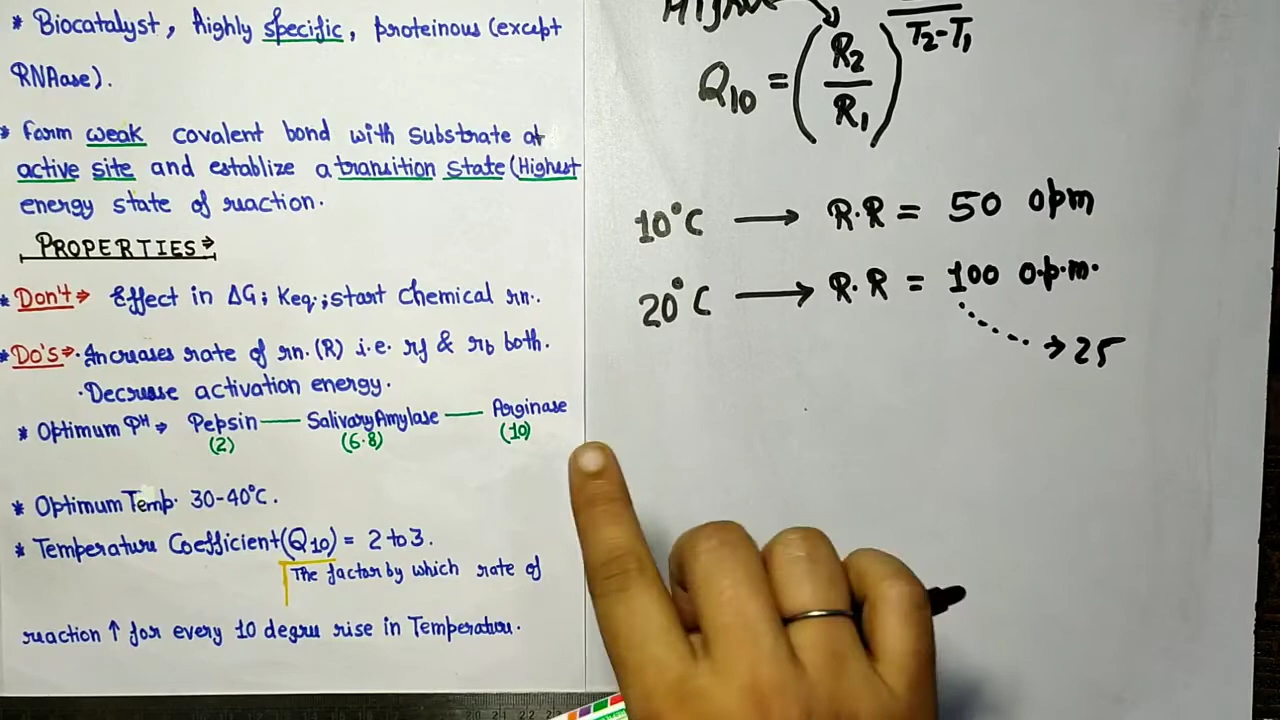 * Biocatalyst, highly specific, proteinous (except
RNAase).
* Form weak covalent bond with substrate at
active site and establize a transition state (Highest
energy state of reaction.
PROPERTIES⇒
* Don't ⇒ Effect in ΔG; Keq.; start chemical rn..
* Do's ⇒ · Increases rate of rn. (R) i.e. rf & rb both.
· Decrease activation energy.
* Optimum PH ⇒ Pepsin — Salivary Amylase — Arginase
(2) (6.8) (10)
* Optimum Temp. 30-40°C.
* Temperature Coefficient (Q10) = 2 to 3.
The factor by which rate of
reaction ↑ for every 10 degree rise in Temperature.
T2-T1
Q10 = (R2/R1)
10°C → R.R = 50 opm
20°C → R.R = 100 o.p.m.
→ 25
20 21 22